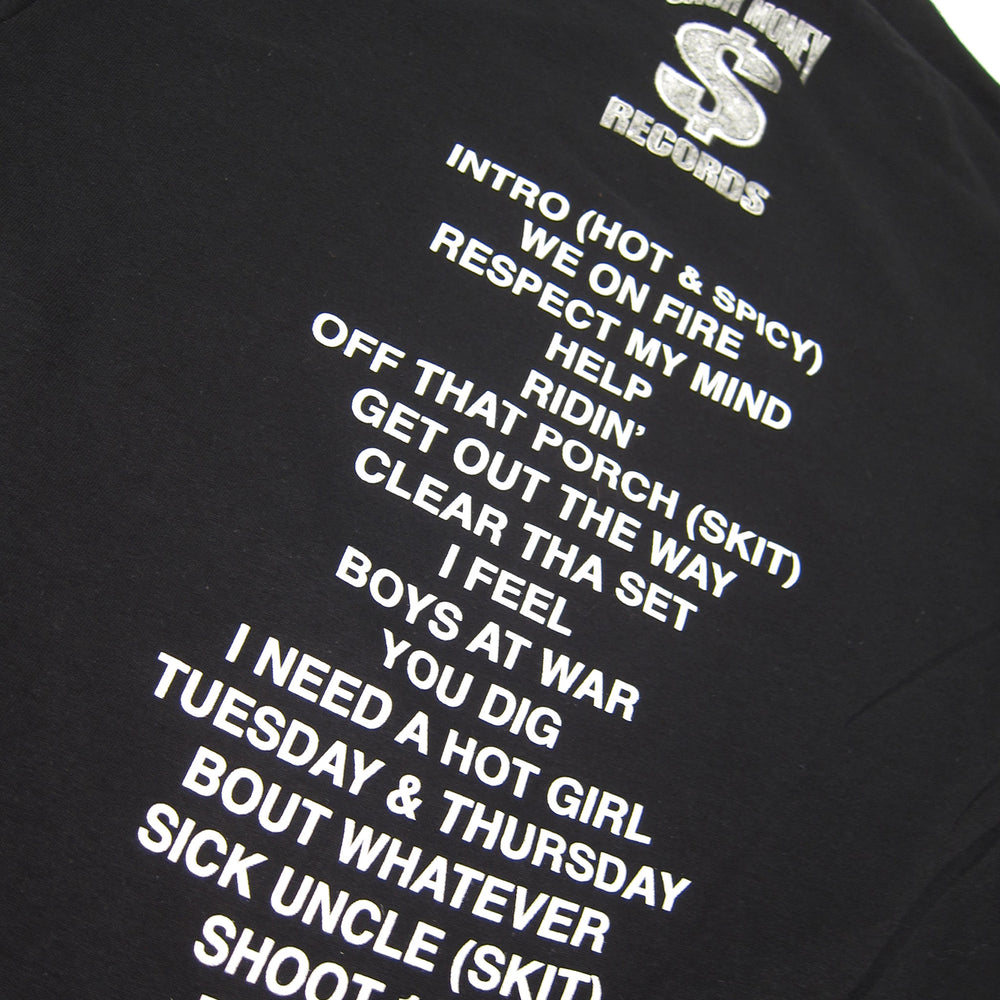 MONEY
$
RECORDS
INTRO (HOT & SPICY)
WE ON FIRE
RESPECT MY MIND
HELP
RIDIN'
OFF THAT PORCH (SKIT)
GET OUT THE WAY
CLEAR THA SET
I FEEL
BOYS AT WAR
YOU DIG
I NEED A HOT GIRL
TUESDAY & THURSDAY
BOUT WHATEVER
SICK UNCLE (SKIT)
SHOOT